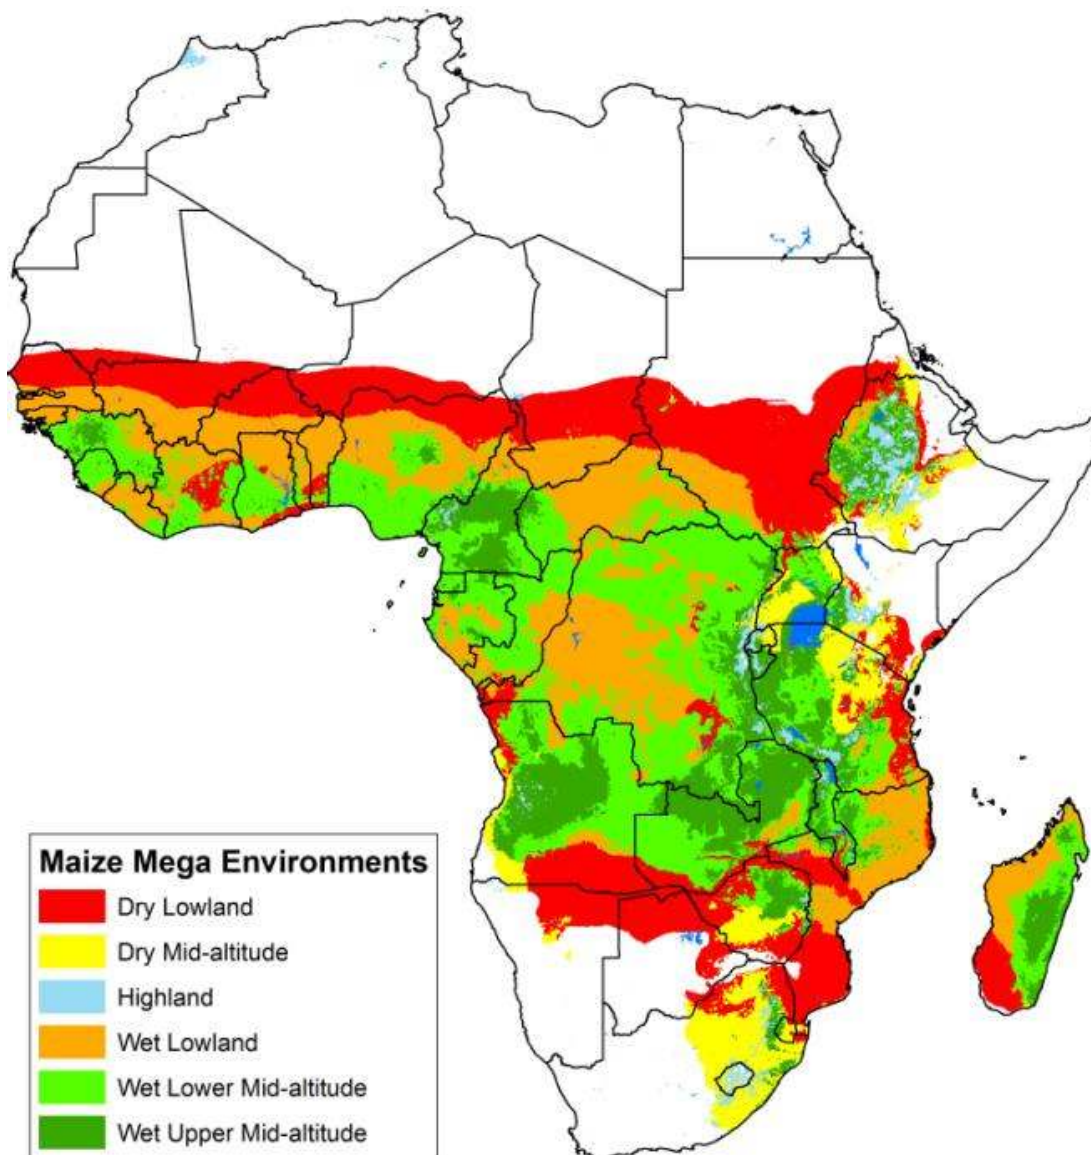 Maize Mega Environments
Dry Lowland
Dry Mid-altitude
Highland
Wet Lowland
Wet Lower Mid-altitude
Wet Upper Mid-altitude